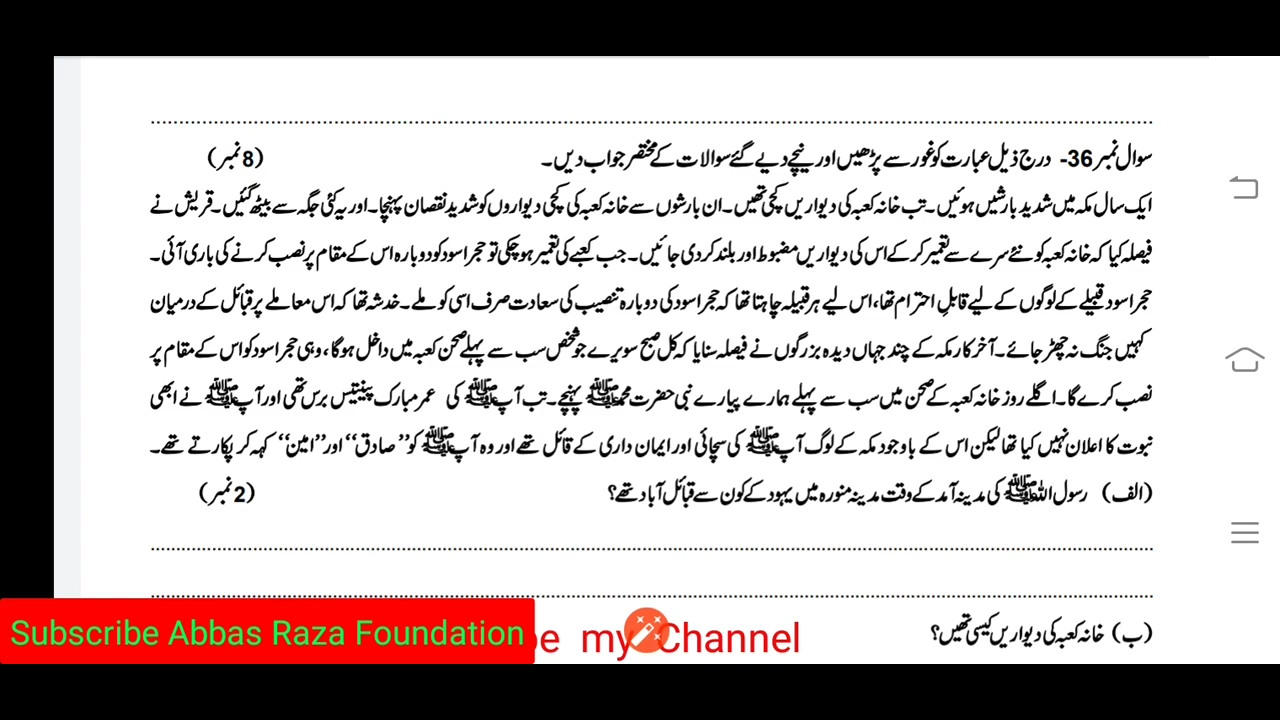 سوال نمبر 36- درج ذیل عبارت کو غور سے پڑھیں اور نیچے دیے گئے سوالات کے مختصر جواب دیں۔ (8 نمبر)
ایک سال مکہ میں شدید بارشیں ہوئیں۔ تب خانہ کعبہ کی دیواریں کچی تھیں۔ ان بارشوں سے خانہ کعبہ کی کچی دیواروں کو شدید نقصان پہنچا۔ اور یہ کئی جگہ سے بیٹھ گئیں۔ قریش نے
فیصلہ کیا کہ خانہ کعبہ کو نئے سرے سے تعمیر کر کے اس کی دیواریں مضبوط اور بلند کر دی جائیں۔ جب کعبے کی تعمیر ہو چکی تو حجر اسود کو دوبارہ اس کے مقام پر نصب کرنے کی باری آئی۔
حجر اسود قبیلے کے لوگوں کے لیے قابلِ احترام تھا، اس لیے ہر قبیلہ چاہتا تھا کہ حجر اسود کی دوبارہ تنصیب کی سعادت صرف اسی کو ملے۔ خدشہ تھا کہ اس معاملے پر قبائل کے درمیان
کہیں جنگ نہ چھڑ جائے۔ آخر کار مکہ کے چند جہاں دیدہ بزرگوں نے فیصلہ سنایا کہ کل صبح سویرے جو شخص سب سے پہلے صحن کعبہ میں داخل ہوگا، وہی حجر اسود کو اس کے مقام پر
نصب کرے گا۔ اگلے روز خانہ کعبہ کے صحن میں سب سے پہلے ہمارے پیارے نبی حضرت محمد ﷺ پہنچے۔ تب آپ ﷺ کی عمر مبارک پینتیس برس تھی اور آپ ﷺ نے ابھی
نبوت کا اعلان نہیں کیا تھا لیکن اس کے باوجود مکہ کے لوگ آپ ﷺ کی سچائی اور ایمان داری کے قائل تھے اور وہ آپ ﷺ کو ”صادق“ اور ”امین“ کہہ کر پکارتے تھے۔
(الف) رسول اللہ ﷺ کی مدینہ آمد کے وقت مدینہ منورہ میں یہود کے کون سے قبائل آباد تھے؟ (2 نمبر)
Subscribe Abbas Raza Foundation
be my Channel
(ب) خانہ کعبہ کی دیواریں کیسی تھیں؟